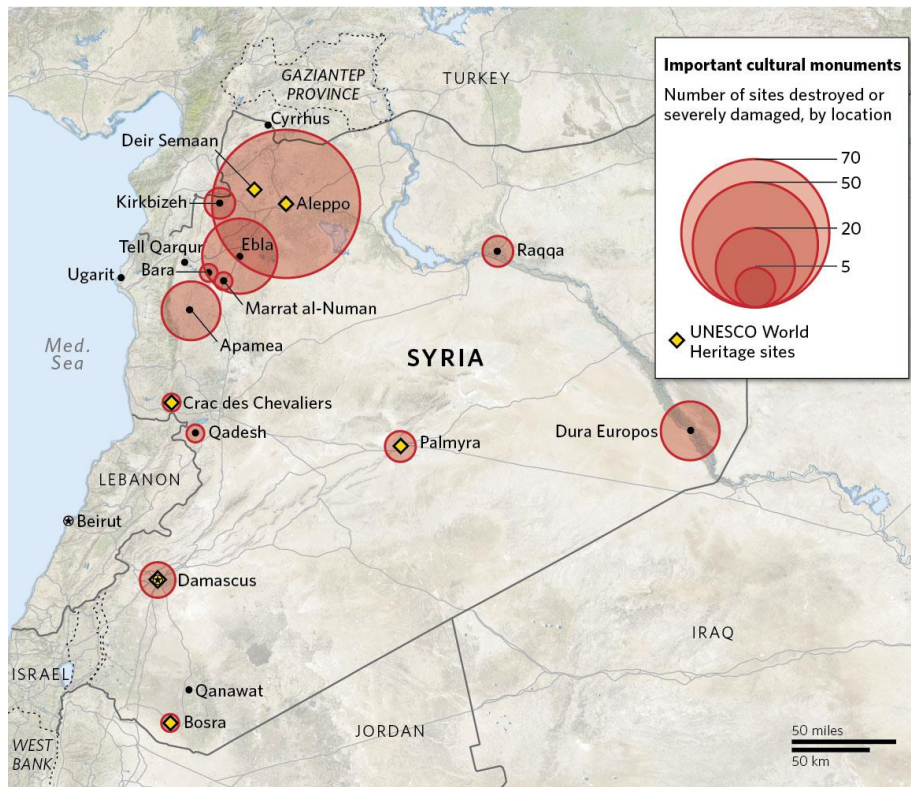 GAZIANTEP
PROVINCE
TURKEY
Important cultural monuments
Number of sites destroyed or
severely damaged, by location
70
50
20
5
UNESCO World
Heritage sites
Cyrrhus
Deir Semaan
Kirkbizeh
Aleppo
Tell Qarqur
Ebla
Raqqa
Ugarit
Bara
Marrat al-Numan
Apamea
Med.
Sea
SYRIA
Crac des Chevaliers
Qadesh
Palmyra
Dura Europos
LEBANON
Beirut
Damascus
IRAQ
ISRAEL
Qanawat
Bosra
JORDAN
WEST
BANK
50 miles
50 km